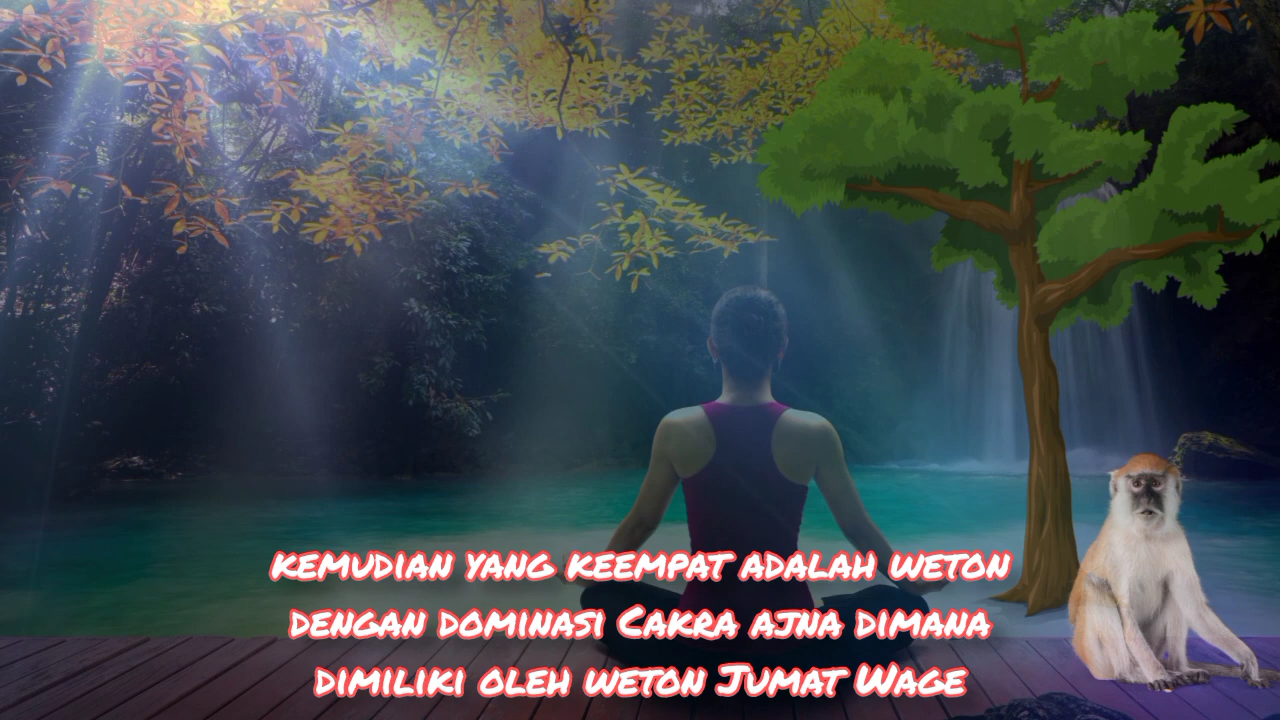 kemudian yang keempat adalah weton
dengan dominasi Cakra ajna dimana
dimiliki oleh weton Jumat Wage